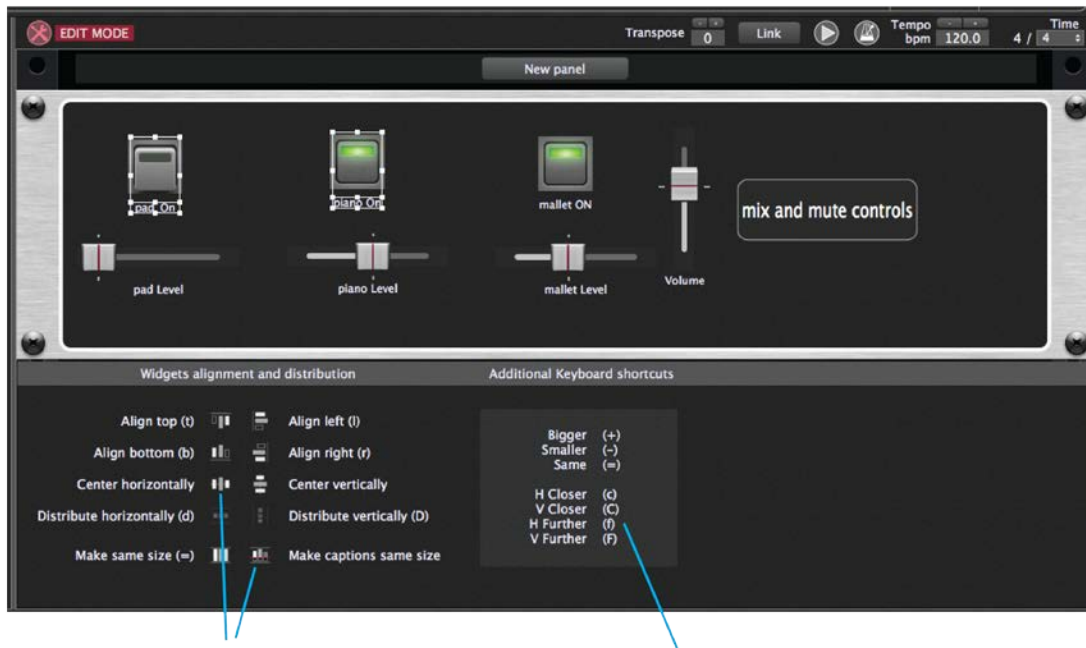 EDIT MODE
Transpose
- +
0
Link
Tempo
bpm
- +
120.0
Time
4 / 4
New panel
pad On
piano On
mallet ON
mix and mute controls
pad Level
piano Level
mallet Level
Volume
Widgets alignment and distribution
Additional Keyboard shortcuts
Align top (t)
Align left (l)
Align bottom (b)
Align right (r)
Center horizontally
Center vertically
Distribute horizontally (d)
Distribute vertically (D)
Make same size (=)
Make captions same size
Bigger (+)
Smaller (-)
Same (=)
H Closer (c)
V Closer (C)
H Further (f)
V Further (F)